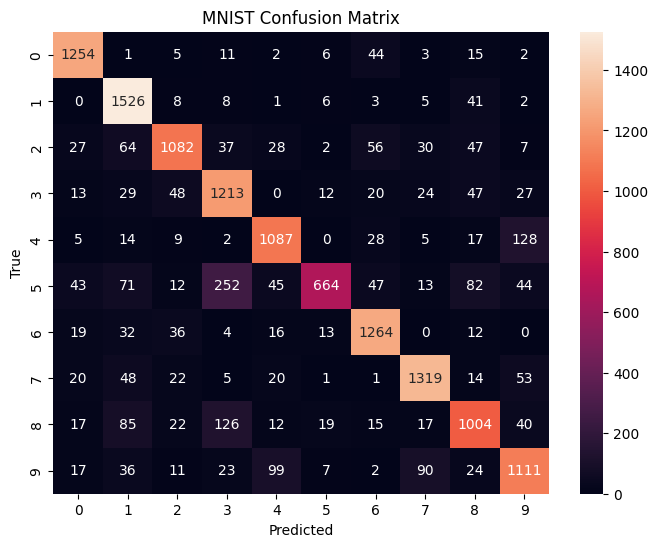 MNIST Confusion Matrix
0 1254 1 5 11 2 6 44 3 15 2
1 0 1526 8 8 1 6 3 5 41 2
2 27 64 1082 37 28 2 56 30 47 7
3 13 29 48 1213 0 12 20 24 47 27
4 5 14 9 2 1087 0 28 5 17 128
5 43 71 12 252 45 664 47 13 82 44
6 19 32 36 4 16 13 1264 0 12 0
7 20 48 22 5 20 1 1 1319 14 53
8 17 85 22 126 12 19 15 17 1004 40
9 17 36 11 23 99 7 2 90 24 1111
0 1 2 3 4 5 6 7 8 9
Predicted
True
1400
1200
1000
800
600
400
200
0